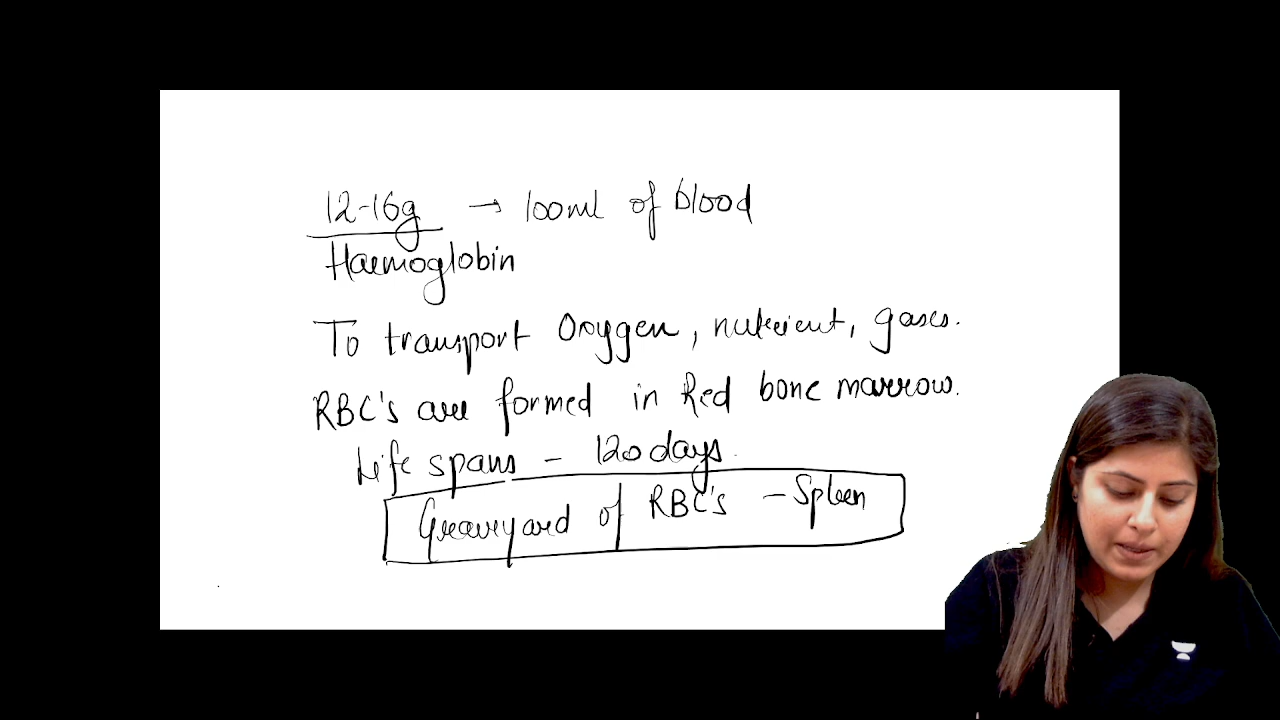 12-16g → 100ml of blood
Haemoglobin
To transport Oxygen, nutrient, gases.
RBC's are formed in Red bone marrow.
Life spans - 120 days.
Graveyard of RBC's - Spleen